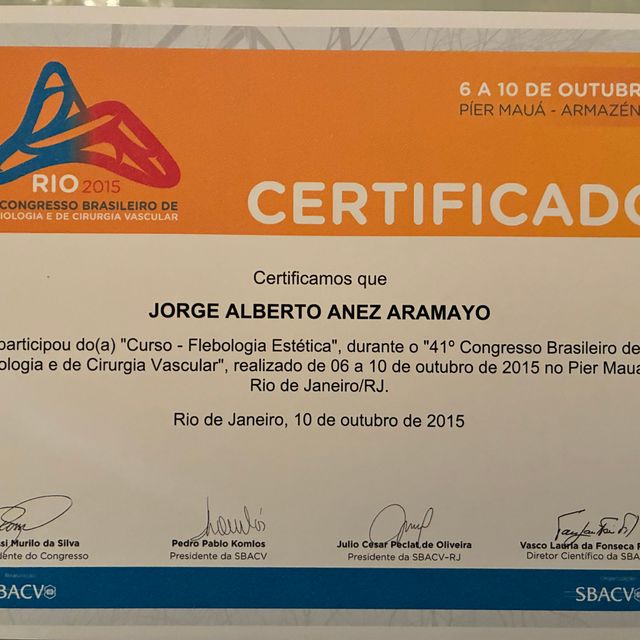 6 A 10 DE OUTUBR
PÍER MAUÁ - ARMAZÉN
RIO 2015
CONGRESSO BRASILEIRO DE
IOLOGIA E DE CIRURGIA VASCULAR
CERTIFICADO
Certificamos que
JORGE ALBERTO ANEZ ARAMAYO
participou do(a) "Curso - Flebologia Estética", durante o "41º Congresso Brasileiro de
ologia e de Cirurgia Vascular", realizado de 06 a 10 de outubro de 2015 no Pier Maua
Rio de Janeiro/RJ.
Rio de Janeiro, 10 de outubro de 2015
si Murilo da Silva
dente do Congresso
Pedro Pablo Komlos
Presidente da SBACV
Julio Cesar Peclat de Oliveira
Presidente da SBACV-RJ
Vasco Lauria da Fonseca F
Diretor Científico da SBA
BACV
SBACV